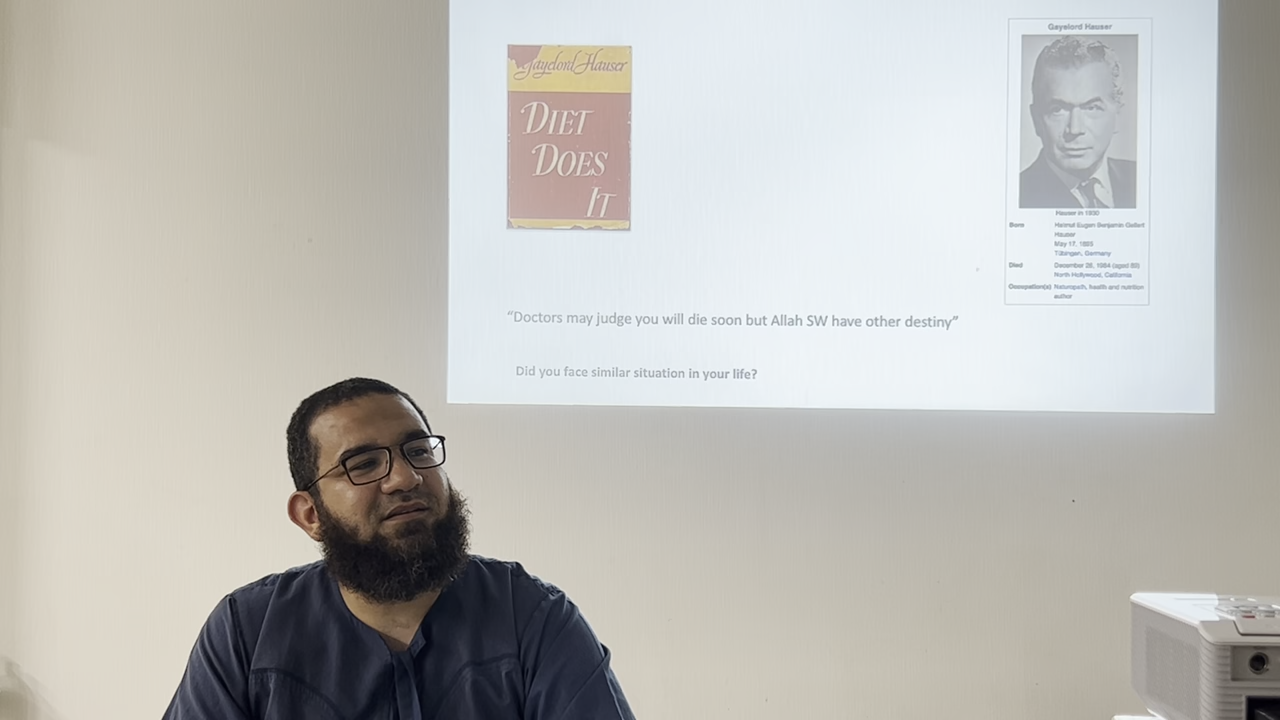 Gayelord Hauser
DIET
DOES
IT
Gayelord Hauser
Hauser in 1930
Born Helmut Eugen Benjamin Gellert
Hauser
May 17, 1895
Tübingen, Germany
Died December 26, 1984 (aged 89)
North Hollywood, California
Occupation(s) Naturopath, health and nutrition
author
“Doctors may judge you will die soon but Allah SW have other destiny”
Did you face similar situation in your life?